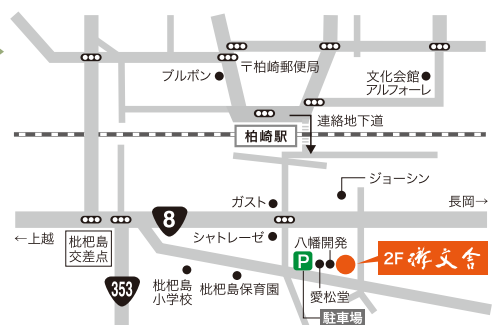 〒柏崎郵便局
ブルボン
文化会館
アルフォーレ
連絡地下道
柏崎駅
ジョーシン
ガスト
長岡→
8
←上越
枇杷島
交差点
シャトレーゼ
八幡開発
P
2F 游文舎
353
枇杷島
小学校
枇杷島保育園
愛松堂
駐車場